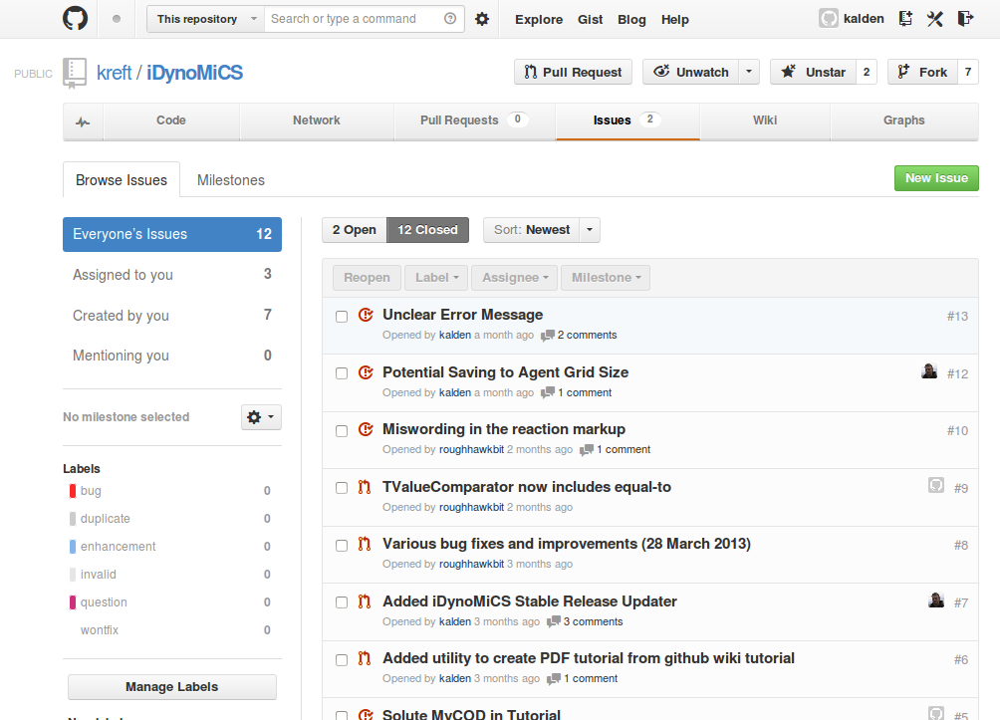 This repository Search or type a command Explore Gist Blog Help kalden
PUBLIC kreft / iDynoMiCS Pull Request Unwatch Unstar 2 Fork 7
Code Network Pull Requests 0 Issues 2 Wiki Graphs
Browse Issues Milestones New Issue
Everyone's Issues 12
Assigned to you 3
Created by you 7
Mentioning you 0
No milestone selected
Labels
bug 0
duplicate 0
enhancement 0
invalid 0
question 0
wontfix 0
Manage Labels
2 Open 12 Closed Sort: Newest
Reopen Label Assignee Milestone
Unclear Error Message #13
Opened by kalden a month ago 2 comments
Potential Saving to Agent Grid Size #12
Opened by kalden a month ago 1 comment
Miswording in the reaction markup #10
Opened by roughhawkbit 2 months ago 1 comment
TValueComparator now includes equal-to #9
Opened by roughhawkbit 2 months ago
Various bug fixes and improvements (28 March 2013) #8
Opened by roughhawkbit 3 months ago
Added iDynoMiCS Stable Release Updater #7
Opened by kalden 3 months ago 3 comments
Added utility to create PDF tutorial from github wiki tutorial #6
Opened by kalden 3 months ago 1 comment
Solute MyCOD in Tutorial #5